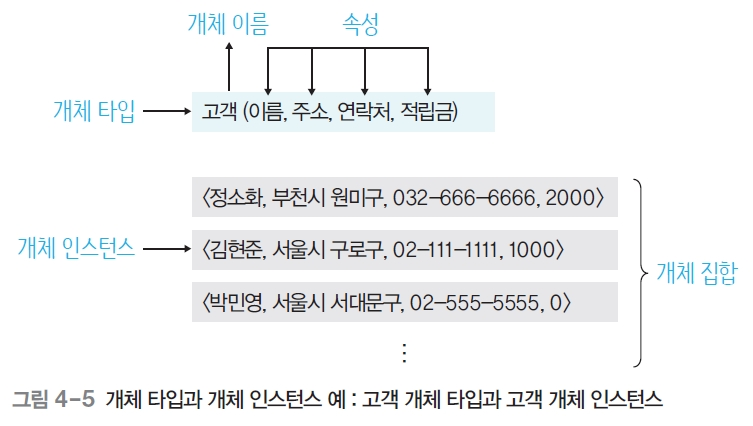 개체 이름 속성
개체 타입 고객 (이름, 주소, 연락처, 적립금)
〈정소화, 부천시 원미구, 032-666-6666, 2000〉
개체 인스턴스 〈김현준, 서울시 구로구, 02-111-1111, 1000〉
개체 집합
〈박민영, 서울시 서대문구, 02-555-5555, 0〉
⋮
그림 4-5 개체 타입과 개체 인스턴스 예 : 고객 개체 타입과 고객 개체 인스턴스